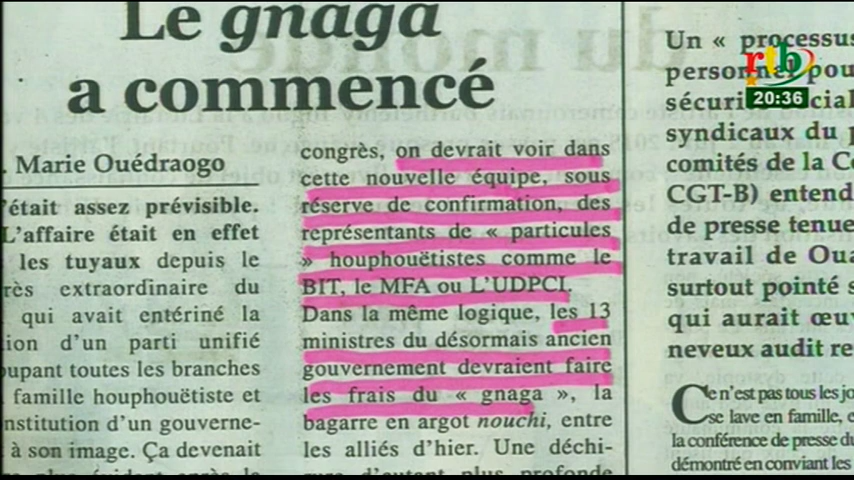 Le gnaga
a commencé
Marie Ouédraogo
'était assez prévisible.
L'affaire était en effet
les tuyaux depuis le
extraordinaire du
qui avait entériné la
d'un parti unifié
toutes les branches
famille houphouëtiste et
d'un gouverne-
à son image. Ça devenait
congrès, on devrait voir dans
cette nouvelle équipe, sous
réserve de confirmation, des
représentants de « particules
» houphouëtistes comme le
BIT, le MFA ou L'UDPCI.
Dans la même logique, les 13
ministres du désormais ancien
gouvernement devraient faire
les frais du « gnaga », la
bagarre en argot nouchi, entre
les alliés d'hier. Une déchi-
d'autant plus profonde
Un « processus
personnel pou
sécuri cial
syndicaux du p
comités de la Co
CGT-B) entend
de presse tenue
travail de Oua
surtout pointé s
qui aurait œuv
neveux audit re
Ce n'est pas tous les jo
se lave en famille, e
la conférence de presse du
démontré en conviant les
rtb
20:36